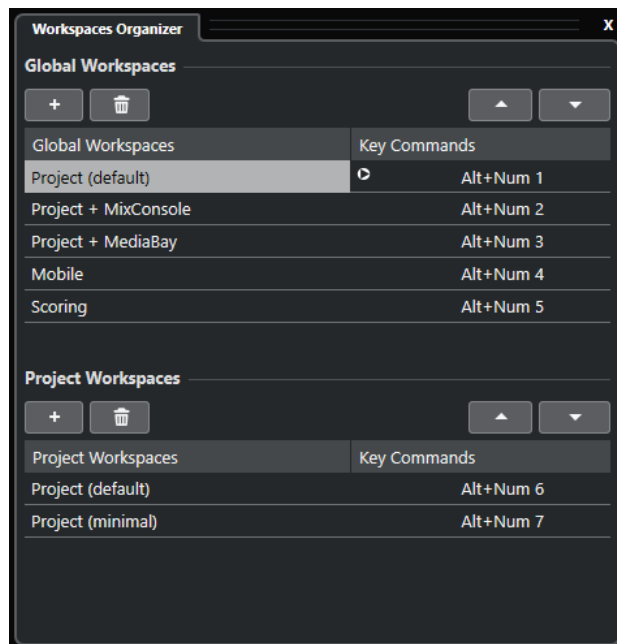 Workspaces Organizer X
Global Workspaces
+
Global Workspaces Key Commands
Project (default) Alt+Num 1
Project + MixConsole Alt+Num 2
Project + MediaBay Alt+Num 3
Mobile Alt+Num 4
Scoring Alt+Num 5
Project Workspaces
+
Project Workspaces Key Commands
Project (default) Alt+Num 6
Project (minimal) Alt+Num 7